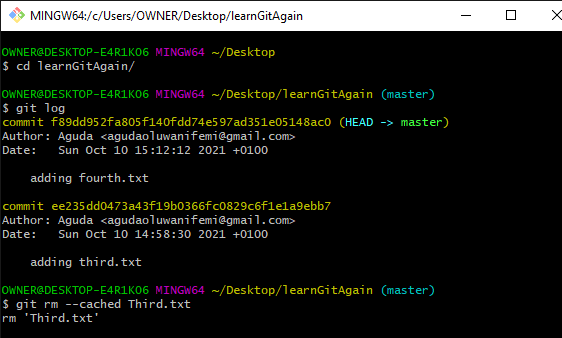 MINGW64:/c/Users/OWNER/Desktop/learnGitAgain
OWNER@DESKTOP-E4R1KO6 MINGW64 ~/Desktop
$ cd learnGitAgain/
OWNER@DESKTOP-E4R1KO6 MINGW64 ~/Desktop/learnGitAgain (master)
$ git log
commit f89dd952fa805f140fdd74e597ad351e05148ac0 (HEAD -> master)
Author: Aguda <agudaoluwanifemi@gmail.com>
Date:   Sun Oct 10 15:12:12 2021 +0100
    adding fourth.txt
commit ee235dd0473a43f19b0366fc0829c6f1e1a9ebb7
Author: Aguda <agudaoluwanifemi@gmail.com>
Date:   Sun Oct 10 14:58:30 2021 +0100
    adding third.txt
OWNER@DESKTOP-E4R1KO6 MINGW64 ~/Desktop/learnGitAgain (master)
$ git rm --cached Third.txt
rm 'Third.txt'